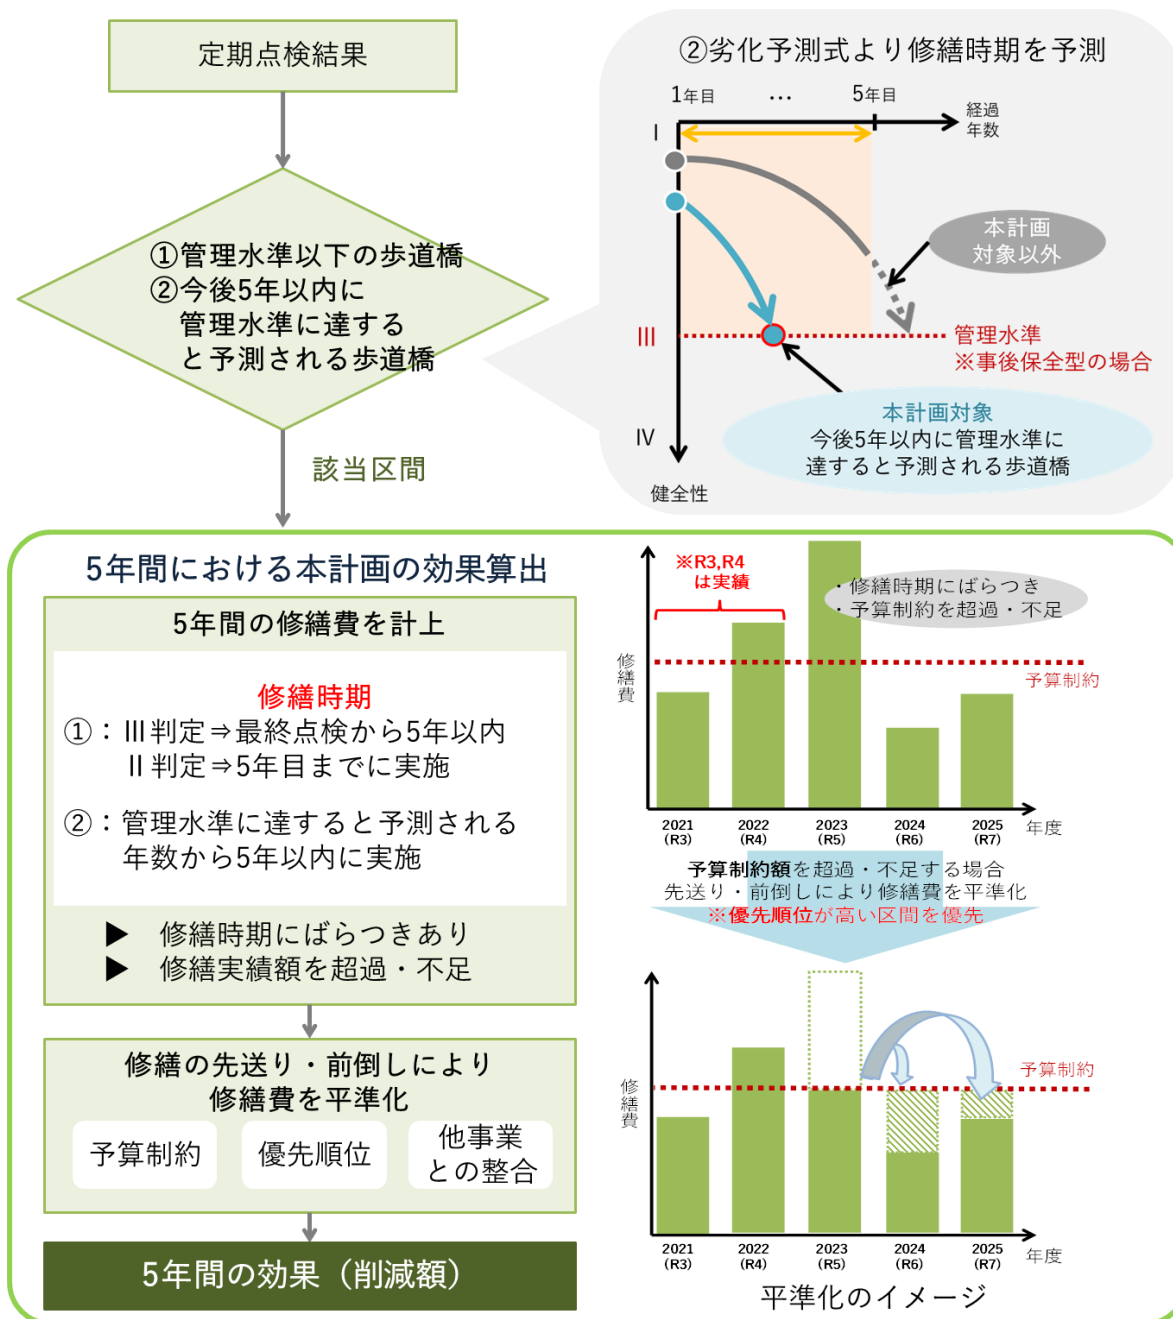 定期点検結果
①管理水準以下の歩道橋
②今後5年以内に
管理水準に達する
と予測される歩道橋
該当区間
②劣化予測式より修繕時期を予測
1年目
…
5年目
経過
年数
I
III
IV
健全性
本計画
対象以外
管理水準
※事後保全型の場合
本計画対象
今後5年以内に管理水準に
達すると予測される歩道橋
5年間における本計画の効果算出
5年間の修繕費を計上
修繕時期
①：III判定⇒最終点検から5年以内
II判定⇒5年目までに実施
②：管理水準に達すると予測される
年数から5年以内に実施
▶ 修繕時期にばらつきあり
▶ 修繕実績額を超過・不足
修繕の先送り・前倒しにより
修繕費を平準化
予算制約
優先順位
他事業
との整合
5年間の効果（削減額）
※R3,R4
は実績
・修繕時期にばらつき
・予算制約を超過・不足
修繕費
予算制約
2021
(R3)
2022
(R4)
2023
(R5)
2024
(R6)
2025
(R7)
年度
予算制約額を超過・不足する場合
先送り・前倒しにより修繕費を平準化
※優先順位が高い区間を優先
修繕費
予算制約
2021
(R3)
2022
(R4)
2023
(R5)
2024
(R6)
2025
(R7)
年度
平準化のイメージ